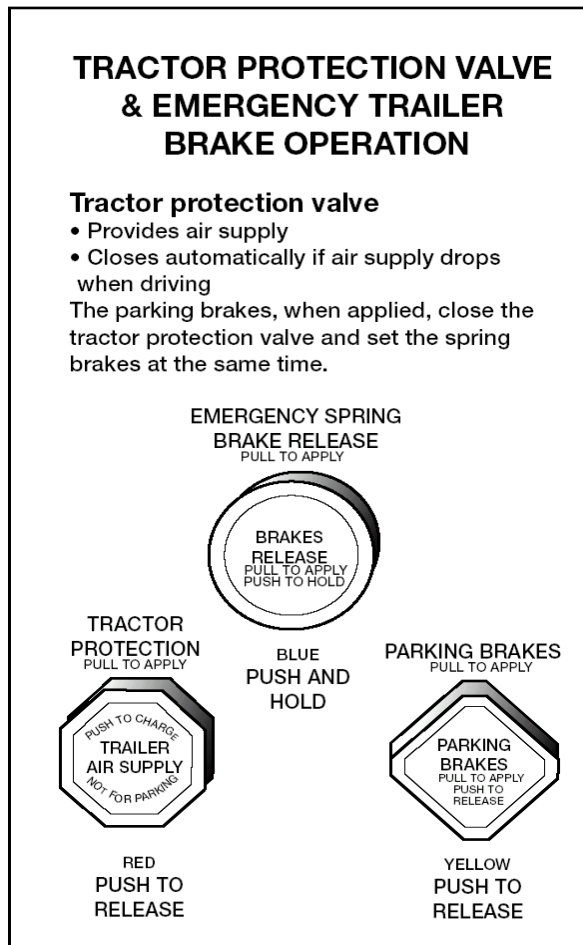 TRACTOR PROTECTION VALVE
& EMERGENCY TRAILER
BRAKE OPERATION
Tractor protection valve
• Provides air supply
• Closes automatically if air supply drops
when driving
The parking brakes, when applied, close the
tractor protection valve and set the spring
brakes at the same time.
EMERGENCY SPRING
BRAKE RELEASE
PULL TO APPLY
BRAKES
RELEASE
PULL TO APPLY
PUSH TO HOLD
BLUE
PUSH AND
HOLD
TRACTOR
PROTECTION
PULL TO APPLY
PUSH TO CHARGE
TRAILER
AIR SUPPLY
NOT FOR PARKING
RED
PUSH TO
RELEASE
PARKING BRAKES
PULL TO APPLY
PARKING
BRAKES
PULL TO APPLY
PUSH TO
RELEASE
YELLOW
PUSH TO
RELEASE